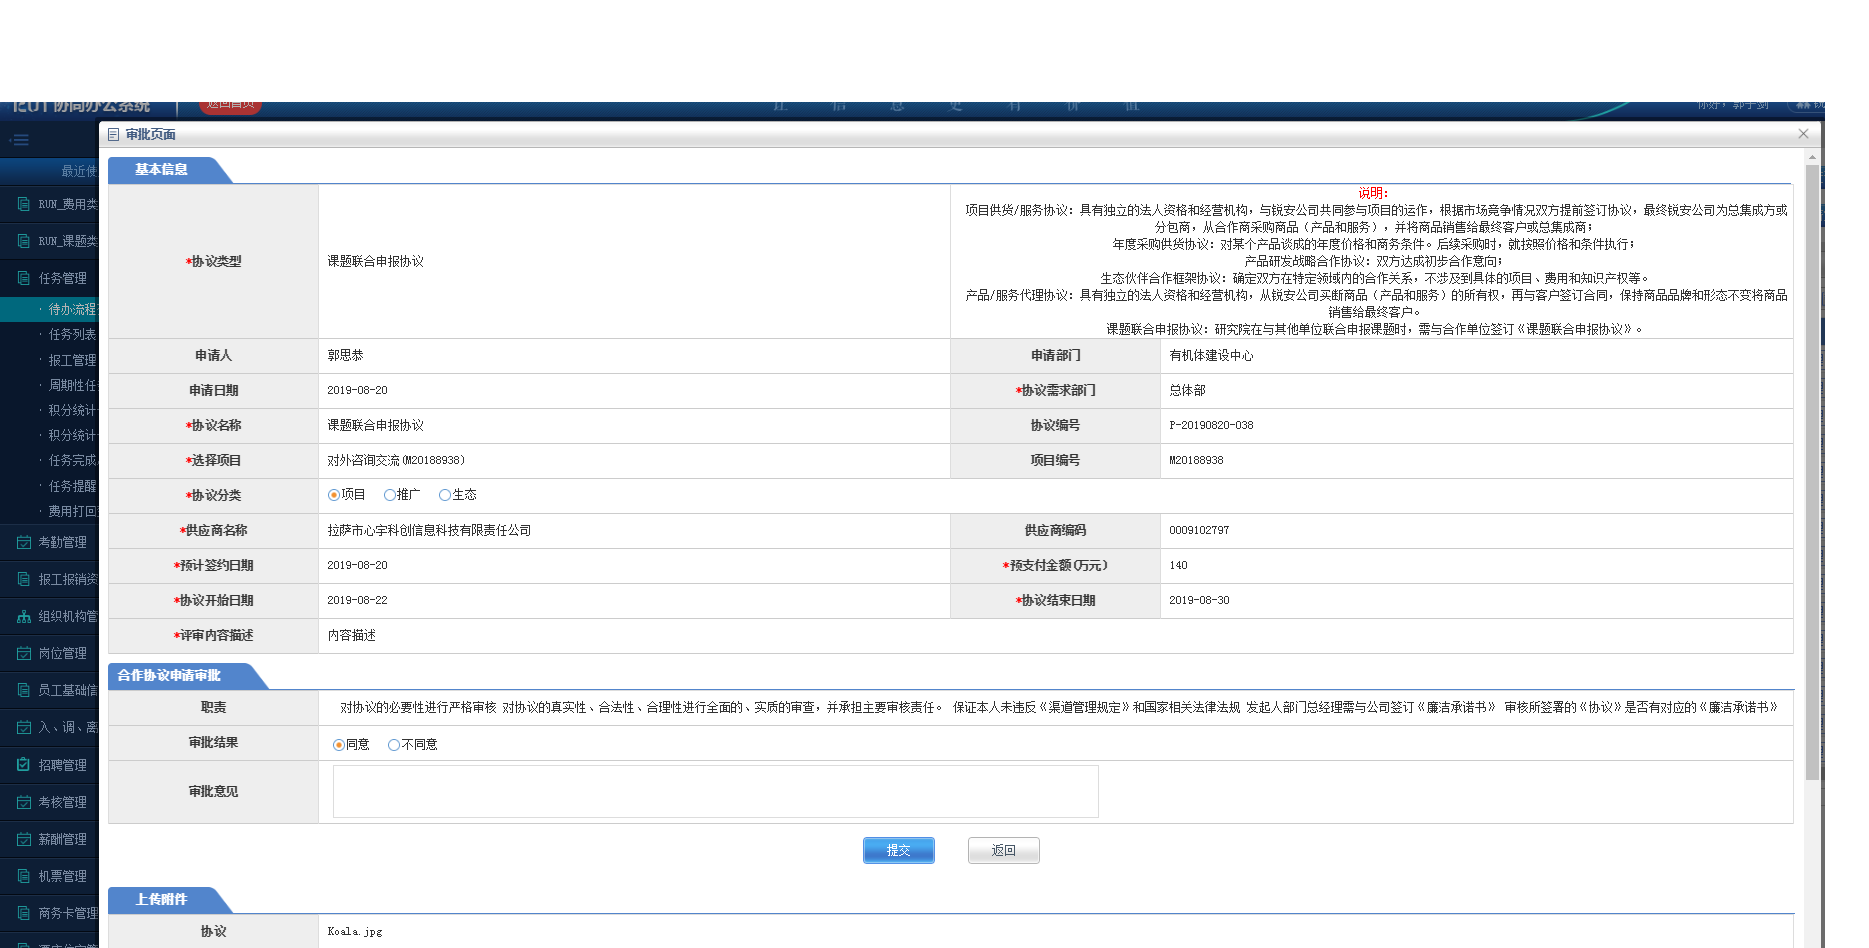 协同办公系统
返回首页
让 信 息 更 有 价 值
你好，郭子剑
审批页面
最近使
RUN_费用类
RUN_课题类
任务管理
· 待办流程
· 任务列表
· 报工管理
· 周期性任
· 积分统计
· 积分统计
· 任务完成
· 任务提醒
· 费用打回
考勤管理
报工报销资
组织机构管
岗位管理
员工基础信
入、调、离
招聘管理
考核管理
薪酬管理
机票管理
商务卡管理
基本信息
*协议类型
课题联合申报协议
说明：
项目供货/服务协议：具有独立的法人资格和经营机构，与锐安公司共同参与项目的运作，根据市场竞争情况双方提前签订协议，最终锐安公司为总集成方或
分包商，从合作商采购商品（产品和服务），并将商品销售给最终客户或总集成商；
年度采购供货协议：对某个产品谈成的年度价格和商务条件。后续采购时，就按照价格和条件执行；
产品研发战略合作协议：双方达成初步合作意向；
生态伙伴合作框架协议：确定双方在特定领域内的合作关系，不涉及到具体的项目、费用和知识产权等。
产品/服务代理协议：具有独立的法人资格和经营机构，从锐安公司买断商品（产品和服务）的所有权，再与客户签订合同，保持商品品牌和形态不变将商品
销售给最终客户。
课题联合申报协议：研究院在与其他单位联合申报课题时，需与合作单位签订《课题联合申报协议》。
申请人 郭思恭 申请部门 有机体建设中心
申请日期 2019-08-20 *协议需求部门 总体部
*协议名称 课题联合申报协议 协议编号 P-20190820-038
*选择项目 对外咨询交流(M20188938) 项目编号 M20188938
*协议分类 项目 推广 生态
*供应商名称 拉萨市心宇科创信息科技有限责任公司 供应商编码 0009102797
*预计签约日期 2019-08-20 *预支付金额(万元) 140
*协议开始日期 2019-08-22 *协议结束日期 2019-08-30
*评审内容描述 内容描述
合作协议申请审批
职责 对协议的必要性进行严格审核 对协议的真实性、合法性、合理性进行全面的、实质的审查，并承担主要审核责任。 保证本人未违反《渠道管理规定》和国家相关法律法规 发起人部门总经理需与公司签订《廉洁承诺书》 审核所签署的《协议》是否有对应的《廉洁承诺书》
审批结果 同意 不同意
审批意见
提交 返回
上传附件
协议 Koala.jpg